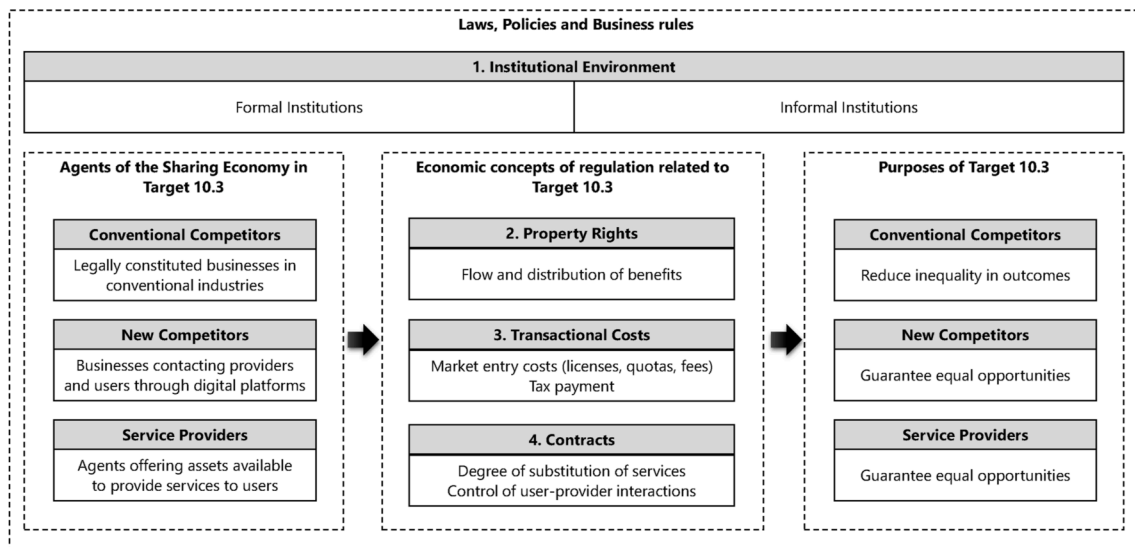 Laws, Policies and Business rules
1. Institutional Environment
Formal Institutions
Informal Institutions
Agents of the Sharing Economy in
Target 10.3
Conventional Competitors
Legally constituted businesses in
conventional industries
New Competitors
Businesses contacting providers
and users through digital platforms
Service Providers
Agents offering assets available
to provide services to users
Economic concepts of regulation related to
Target 10.3
2. Property Rights
Flow and distribution of benefits
3. Transactional Costs
Market entry costs (licenses, quotas, fees)
Tax payment
4. Contracts
Degree of substitution of services
Control of user-provider interactions
Purposes of Target 10.3
Conventional Competitors
Reduce inequality in outcomes
New Competitors
Guarantee equal opportunities
Service Providers
Guarantee equal opportunities